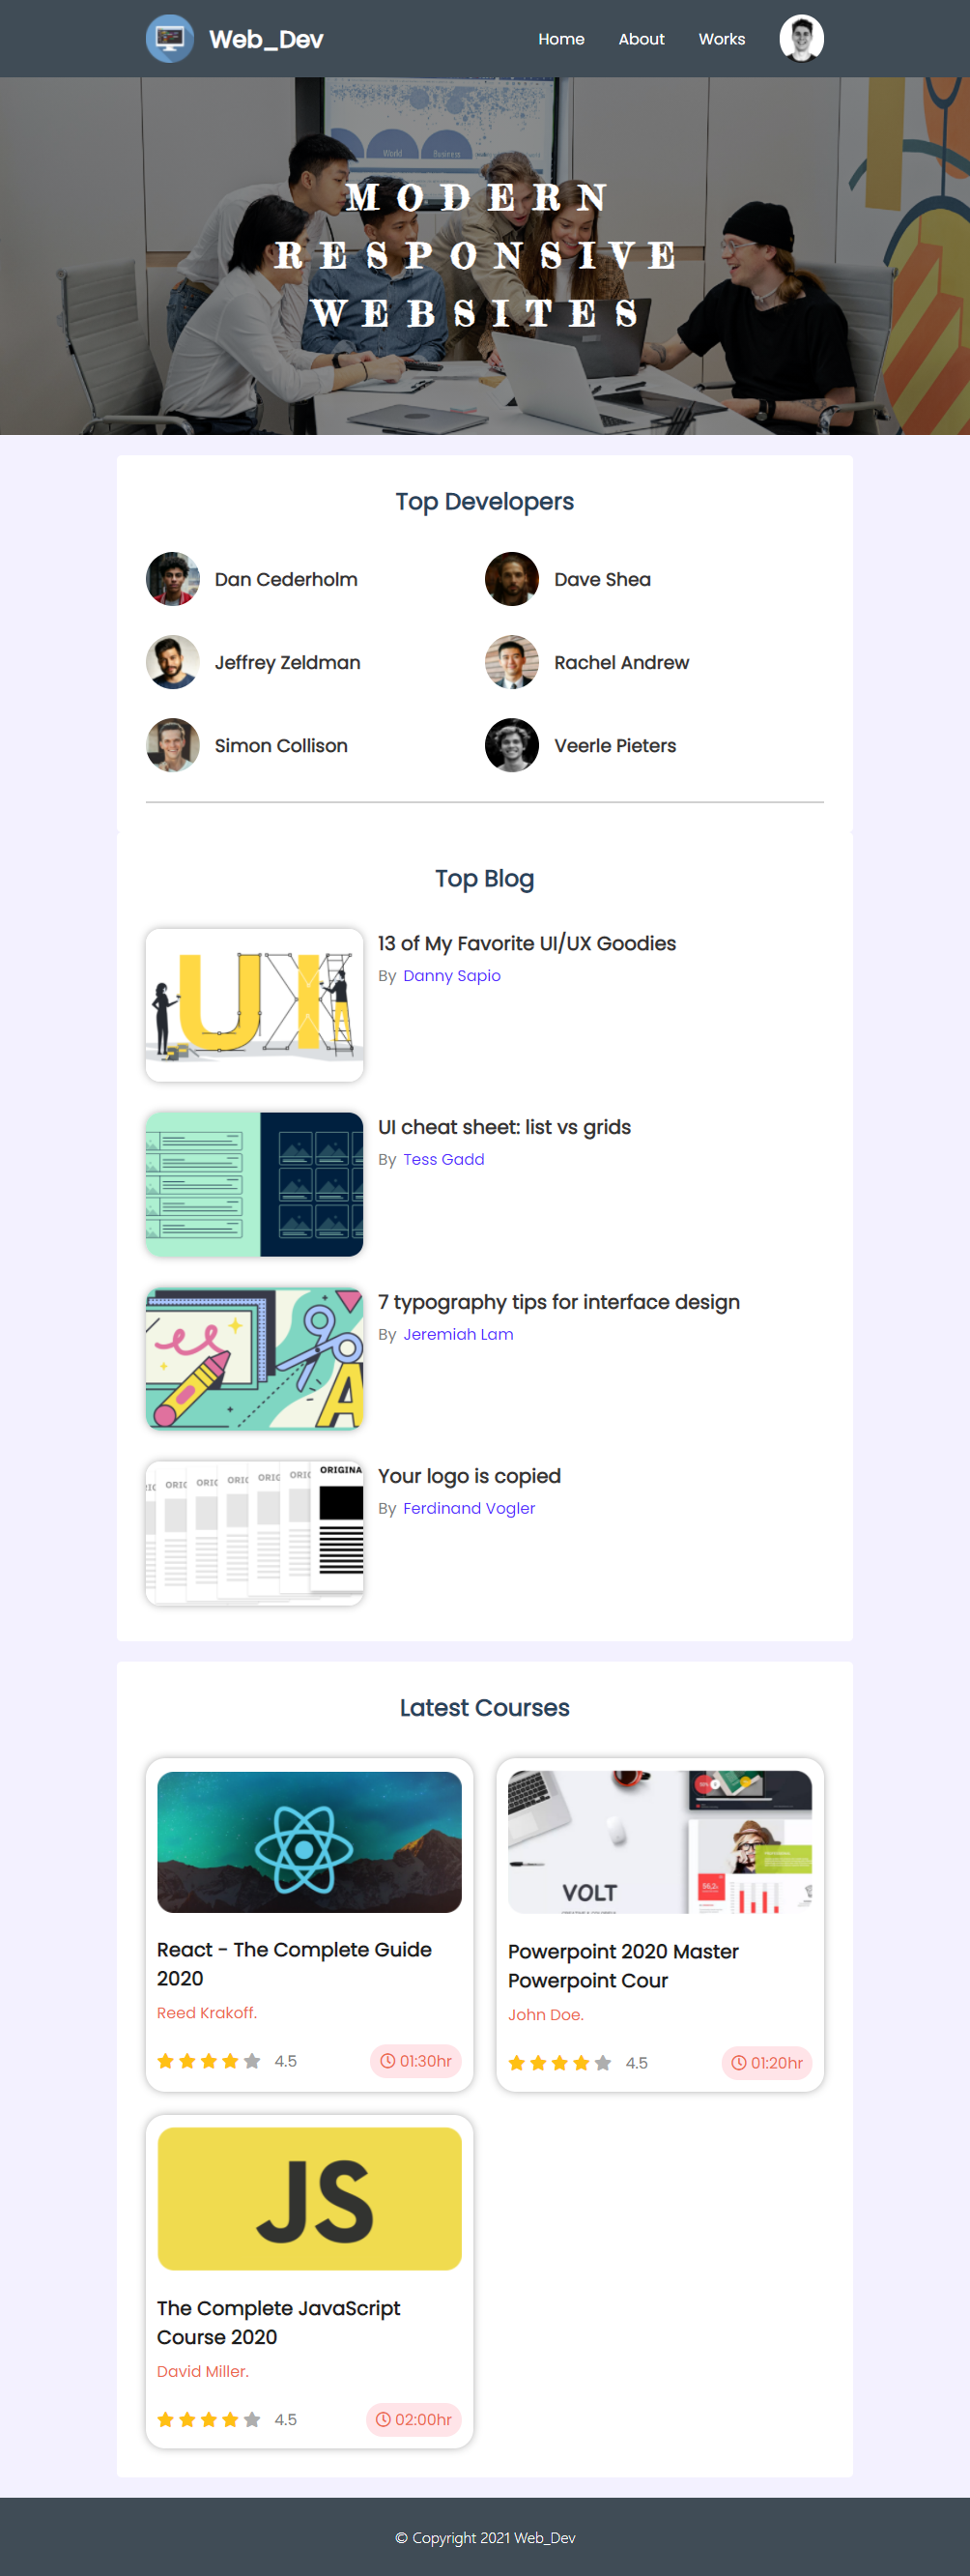 Web_Dev
Home About Works
World Business
MODERN
RESPONSIVE
WEBSITES
Top Developers
Dan Cederholm
Dave Shea
Jeffrey Zeldman
Rachel Andrew
Simon Collison
Veerle Pieters
Top Blog
UX
13 of My Favorite UI/UX Goodies
By Danny Sapio
UI cheat sheet: list vs grids
By Tess Gadd
A
7 typography tips for interface design
By Jeremiah Lam
ORIGINA
Your logo is copied
By Ferdinand Vogler
Latest Courses
React - The Complete Guide
2020
Reed Krakoff.
4.5 01:30hr
VOLT
Powerpoint 2020 Master
Powerpoint Cour
John Doe.
4.5 01:20hr
JS
The Complete JavaScript
Course 2020
David Miller.
4.5 02:00hr
© Copyright 2021 Web_Dev